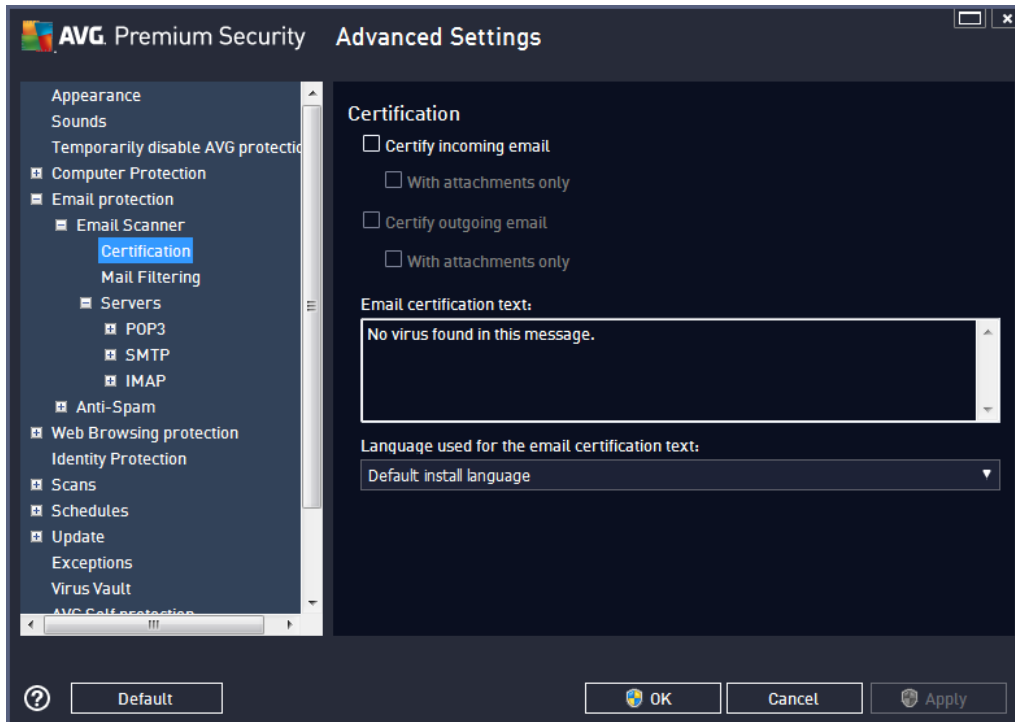 AVG. Premium Security Advanced Settings
Appearance
Sounds
Temporarily disable AVG protectio
Computer Protection
Email protection
Email Scanner
Certification
Mail Filtering
Servers
POP3
SMTP
IMAP
Anti-Spam
Web Browsing protection
Identity Protection
Scans
Schedules
Update
Exceptions
Virus Vault
AVG Self protection
Certification
Certify incoming email
With attachments only
Certify outgoing email
With attachments only
Email certification text:
No virus found in this message.
Language used for the email certification text:
Default install language
Default
OK
Cancel
Apply